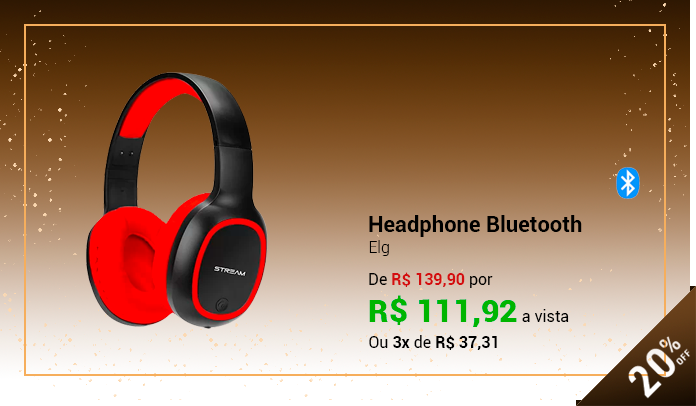 STREAM
Headphone Bluetooth
Elg
De R$ 139,90 por
R$ 111,92 a vista
Ou 3x de R$ 37,31
20% OFF